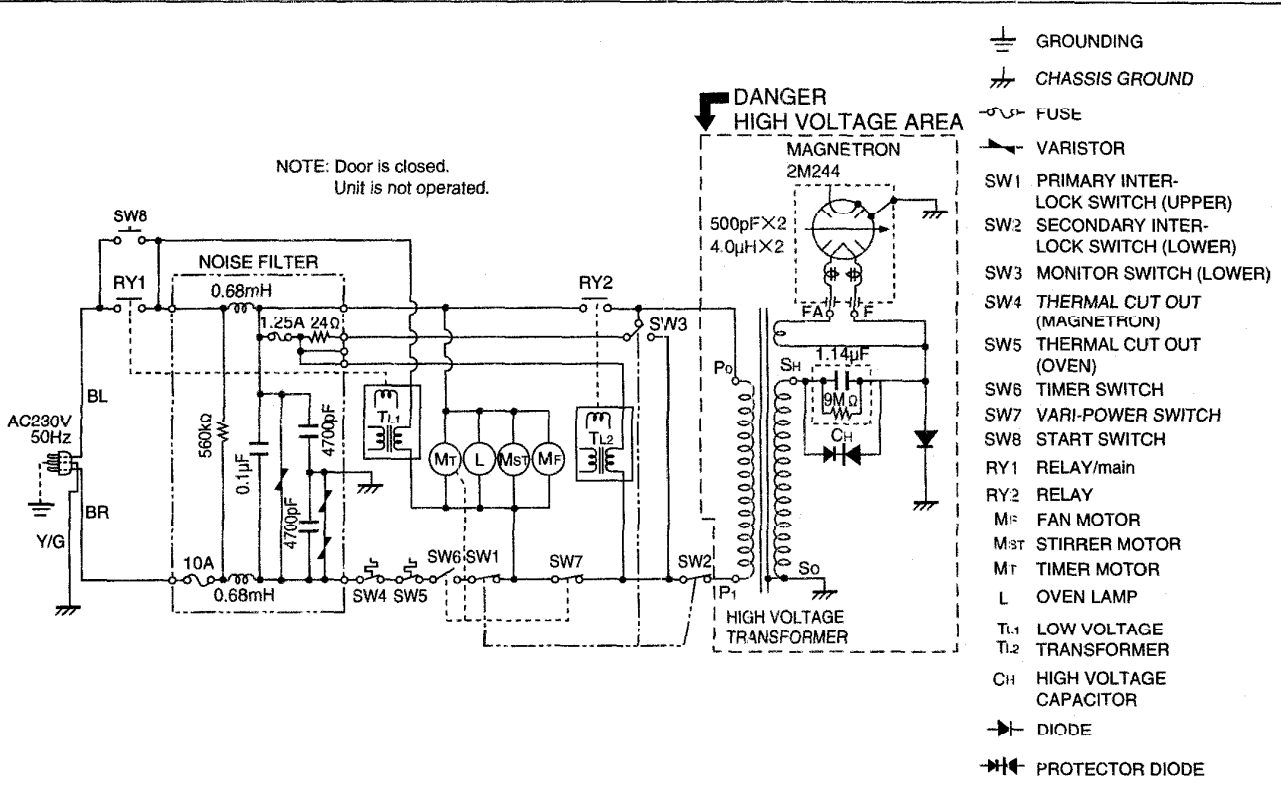 NOTE: Door is closed.
Unit is not operated.
DANGER
HIGH VOLTAGE AREA
MAGNETRON
2M244
500pF×2
4.0μH×2
FA
F
SW8
RY1
NOISE FILTER
0.68mH
1.25A 24Ω
RY2
SW3
BL
AC230V
50Hz
BR
Y/G
560kΩ
0.1μF
4700pF
4700pF
10A
0.68mH
TL1
MT
L
MST
MF
TL2
SW4
SW5
SW6
SW1
SW7
SW2
P0
P1
SH
1.14μF
9MΩ
CH
S0
HIGH VOLTAGE
TRANSFORMER
GROUNDING
CHASSIS GROUND
FUSE
VARISTOR
SW1 PRIMARY INTER-
LOCK SWITCH (UPPER)
SW2 SECONDARY INTER-
LOCK SWITCH (LOWER)
SW3 MONITOR SWITCH (LOWER)
SW4 THERMAL CUT OUT
(MAGNETRON)
SW5 THERMAL CUT OUT
(OVEN)
SW6 TIMER SWITCH
SW7 VARI-POWER SWITCH
SW8 START SWITCH
RY1 RELAY/main
RY2 RELAY
MF FAN MOTOR
MST STIRRER MOTOR
MT TIMER MOTOR
L OVEN LAMP
TL1 LOW VOLTAGE
TL2 TRANSFORMER
CH HIGH VOLTAGE
CAPACITOR
DIODE
PROTECTOR DIODE